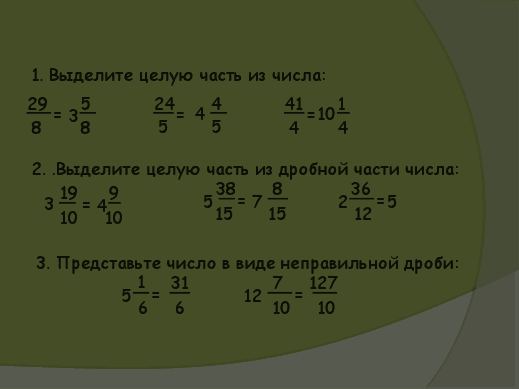 1. Выделите целую часть из числа:
29/8 = 3 5/8   24/5 = 4 4/5   41/4 = 10 1/4
2. .Выделите целую часть из дробной части числа:
3 19/10 = 4 9/10   5 38/15 = 7 8/15   2 36/12 = 5
3. Представьте число в виде неправильной дроби:
5 1/6 = 31/6   12 7/10 = 127/10